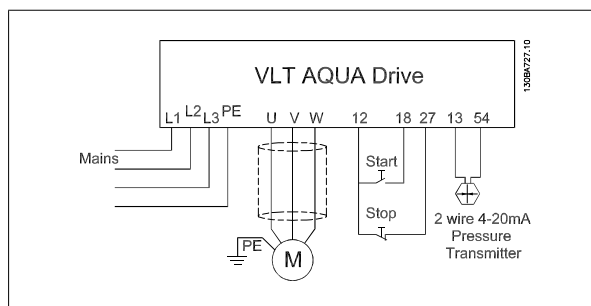 VLT AQUA Drive
130BA727.10
L1 L2 L3 PE U V W 12 18 27 13 54
Mains
Start
Stop
PE
M
2 wire 4-20mA
Pressure
Transmitter